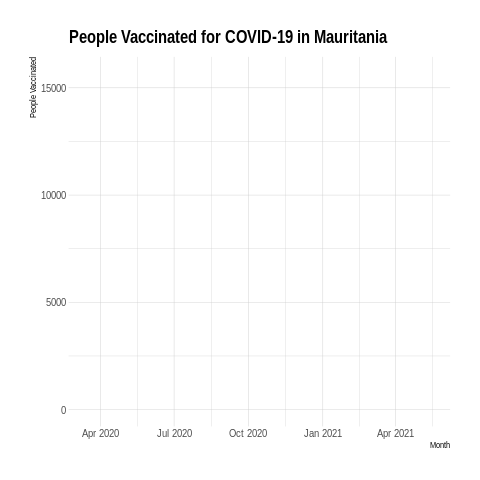 People Vaccinated for COVID-19 in Mauritania
People Vaccinated
15000
10000
5000
0
Apr 2020 Jul 2020 Oct 2020 Jan 2021 Apr 2021
Month